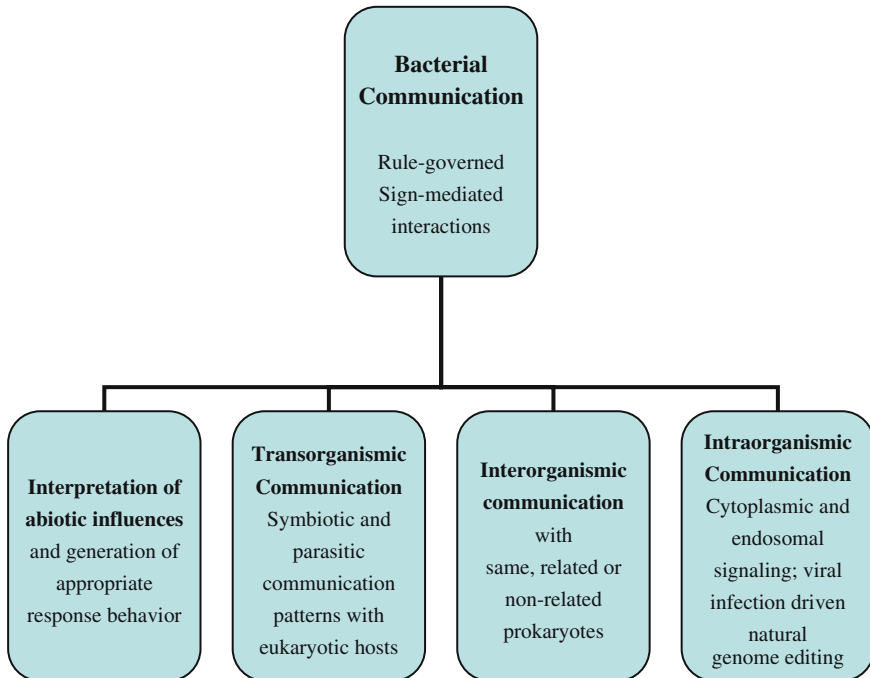 Bacterial
Communication
Rule-governed
Sign-mediated
interactions
Interpretation of
abiotic influences
and generation of
appropriate
response behavior
Transorganismic
Communication
Symbiotic and
parasitic
communication
patterns with
eukaryotic hosts
Interorganismic
communication
with
same, related or
non-related
prokaryotes
Intraorganismic
Communication
Cytoplasmic and
endosomal
signaling; viral
infection driven
natural
genome editing